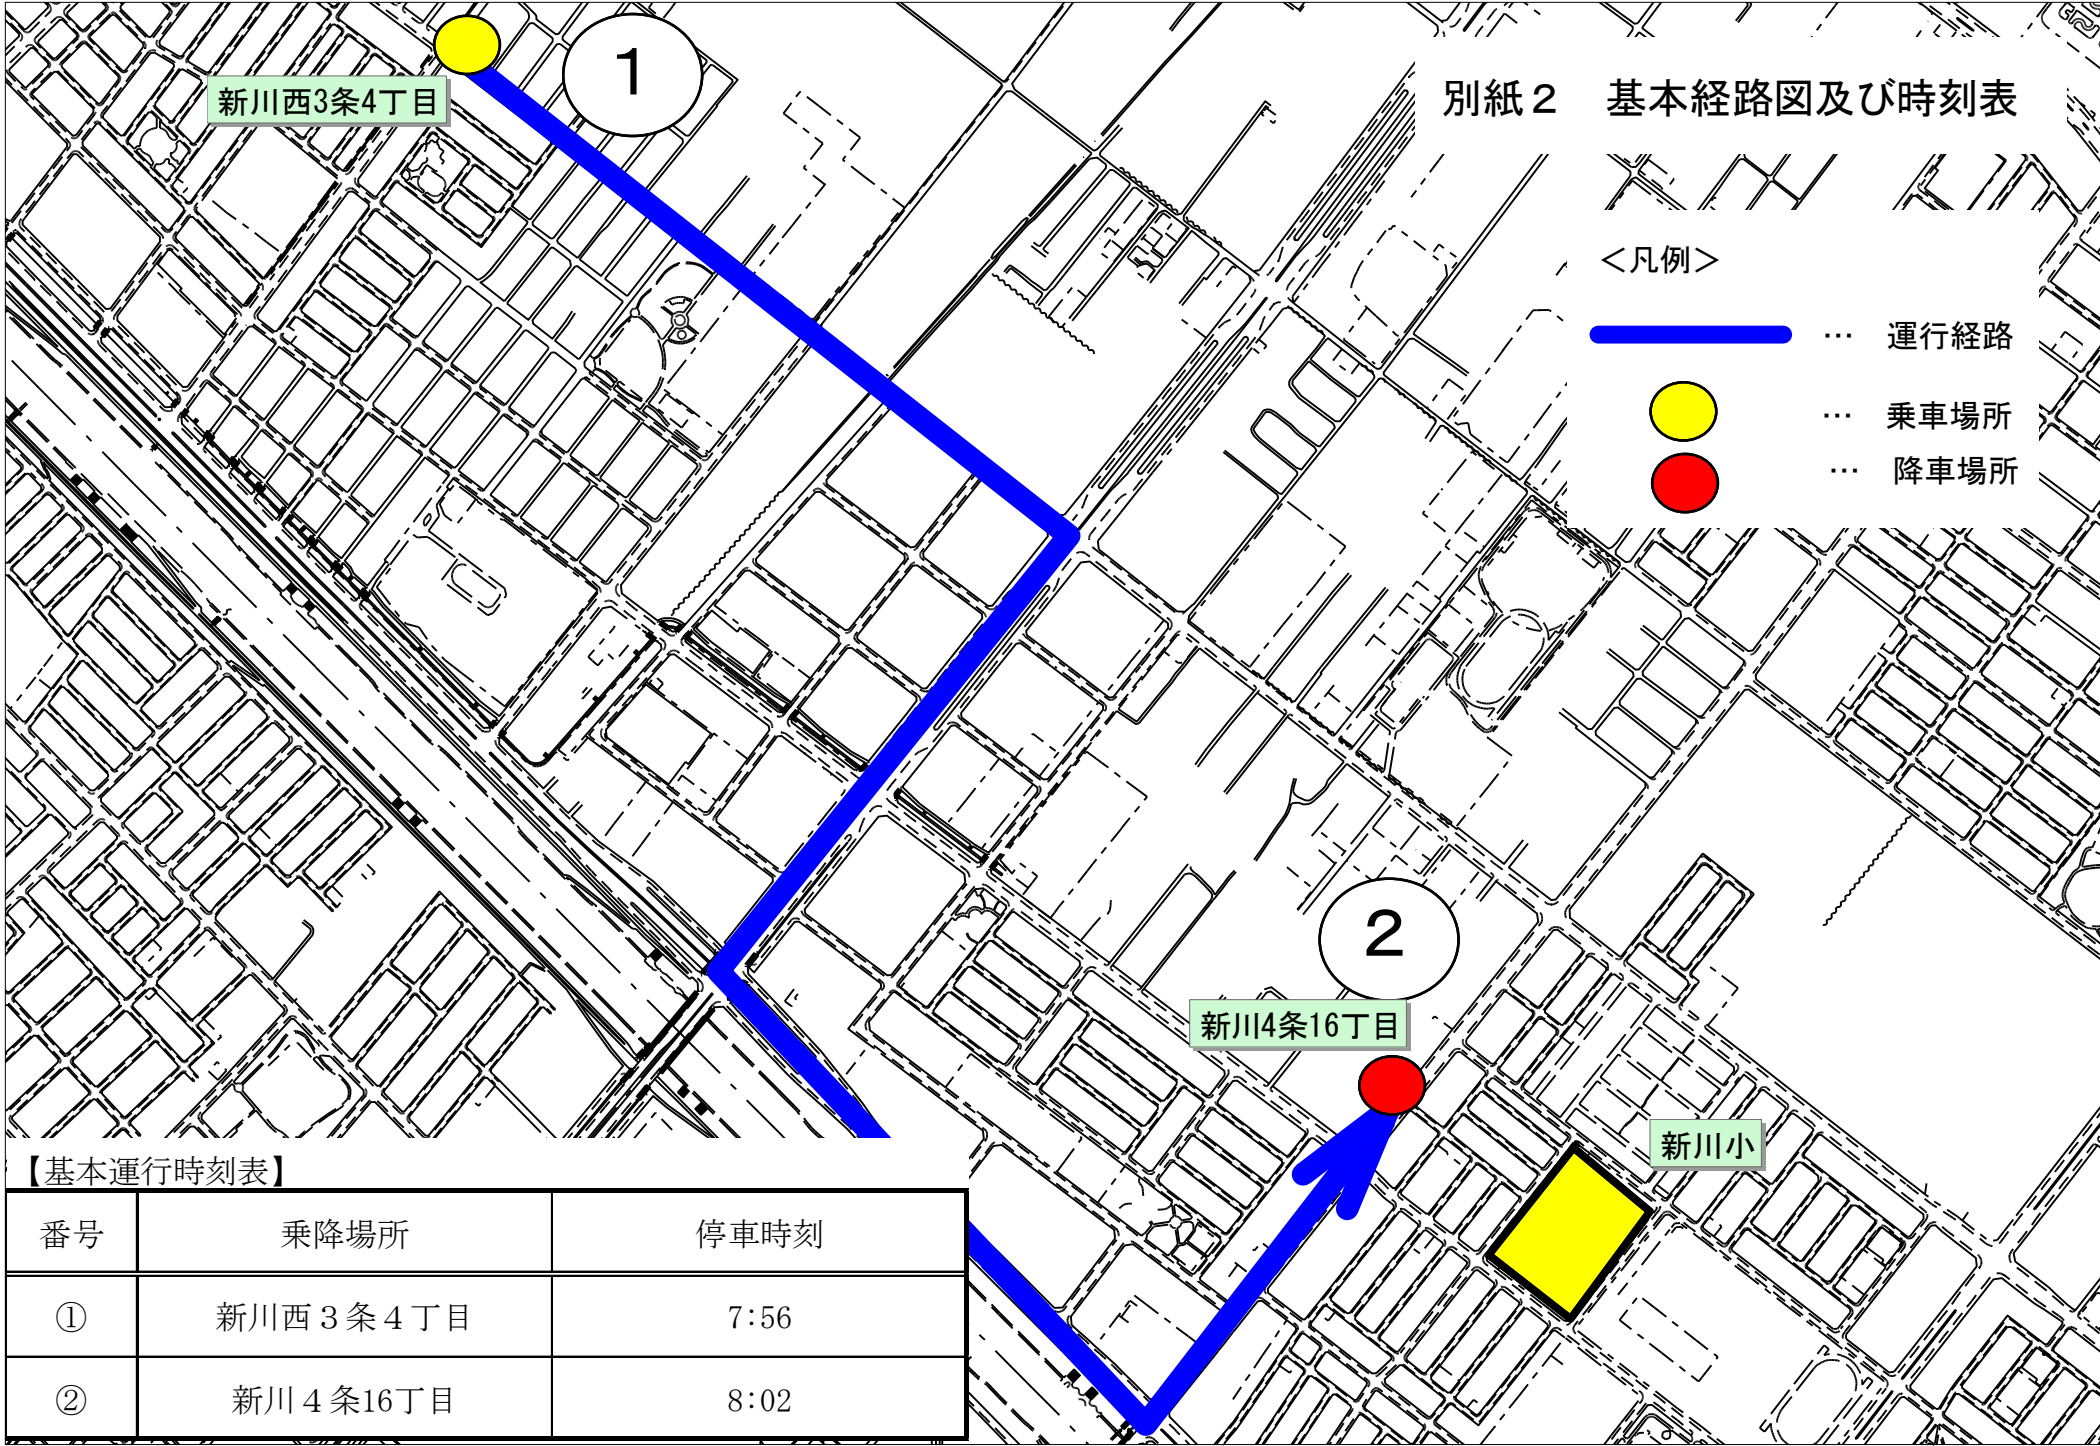 別紙２　基本経路図及び時刻表
1
新川西3条4丁目
＜凡例＞
… 運行経路
… 乗車場所
… 降車場所
2
新川4条16丁目
新川小
【基本運行時刻表】
番号 乗降場所 停車時刻
① 新川西３条４丁目 7:56
② 新川４条16丁目 8:02